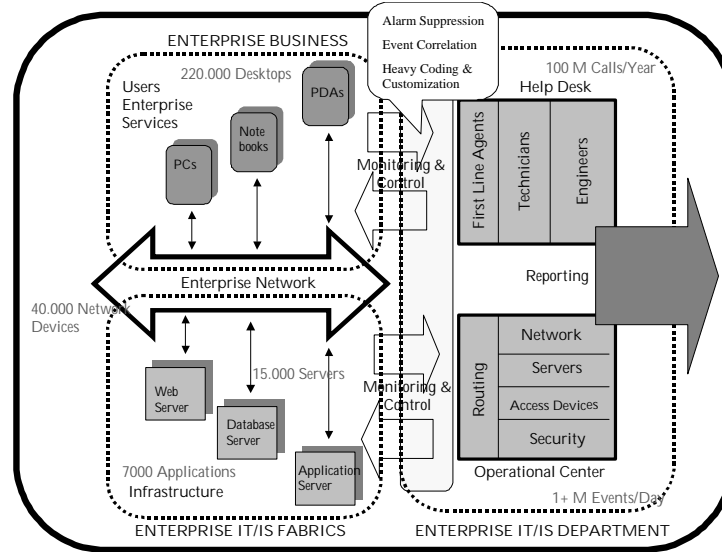 Alarm Suppression
Event Correlation
Heavy Coding &
Customization
ENTERPRISE BUSINESS
220.000 Desktops
Users
Enterprise
Services
PDAs
Note
books
PCs
Monitoring &
Control
100 M Calls/Year
Help Desk
First Line Agents
Technicians
Engineers
Enterprise Network
Reporting
40.000 Network
Devices
15.000 Servers
Web
Server
Database
Server
Application
Server
7000 Applications
Infrastructure
ENTERPRISE IT/IS FABRICS
Monitoring &
Control
Routing
Network
Servers
Access Devices
Security
Operational Center
1+ M Events/Day
ENTERPRISE IT/IS DEPARTMENT